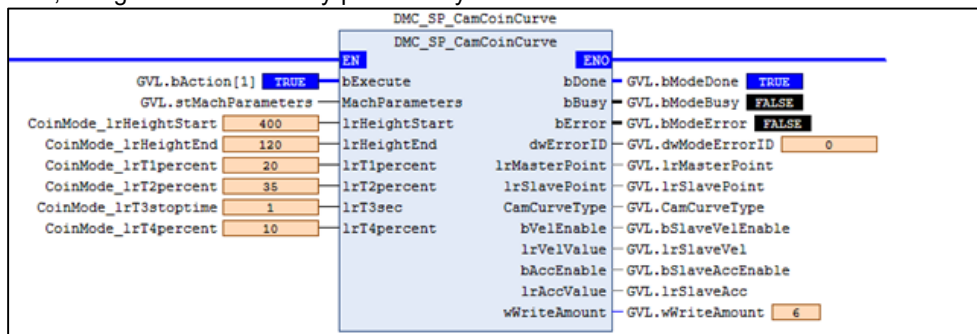 DMC_SP_CamCoinCurve
DMC_SP_CamCoinCurve
EN ENO
GVL.bAction[1] TRUE bExecute bDone GVL.bModeDone TRUE
GVL.stMachParameters MachParameters bBusy GVL.bModeBusy FALSE
CoinMode_lrHeightStart 400 lrHeightStart bError GVL.bModeError FALSE
CoinMode_lrHeightEnd 120 lrHeightEnd dwErrorID GVL.dwModeErrorID 0
CoinMode_lrT1percent 20 lrT1percent lrMasterPoint GVL.lrMasterPoint
CoinMode_lrT2percent 35 lrT2percent lrSlavePoint GVL.lrSlavePoint
CoinMode_lrT3stoptime 1 lrT3sec CamCurveType GVL.CamCurveType
CoinMode_lrT4percent 10 lrT4percent bVelEnable GVL.bSlaveVelEnable
lrVelValue GVL.lrSlaveVel
bAccEnable GVL.bSlaveAccEnable
lrAccValue GVL.lrSlaveAcc
wWriteAmount GVL.wWriteAmount 6